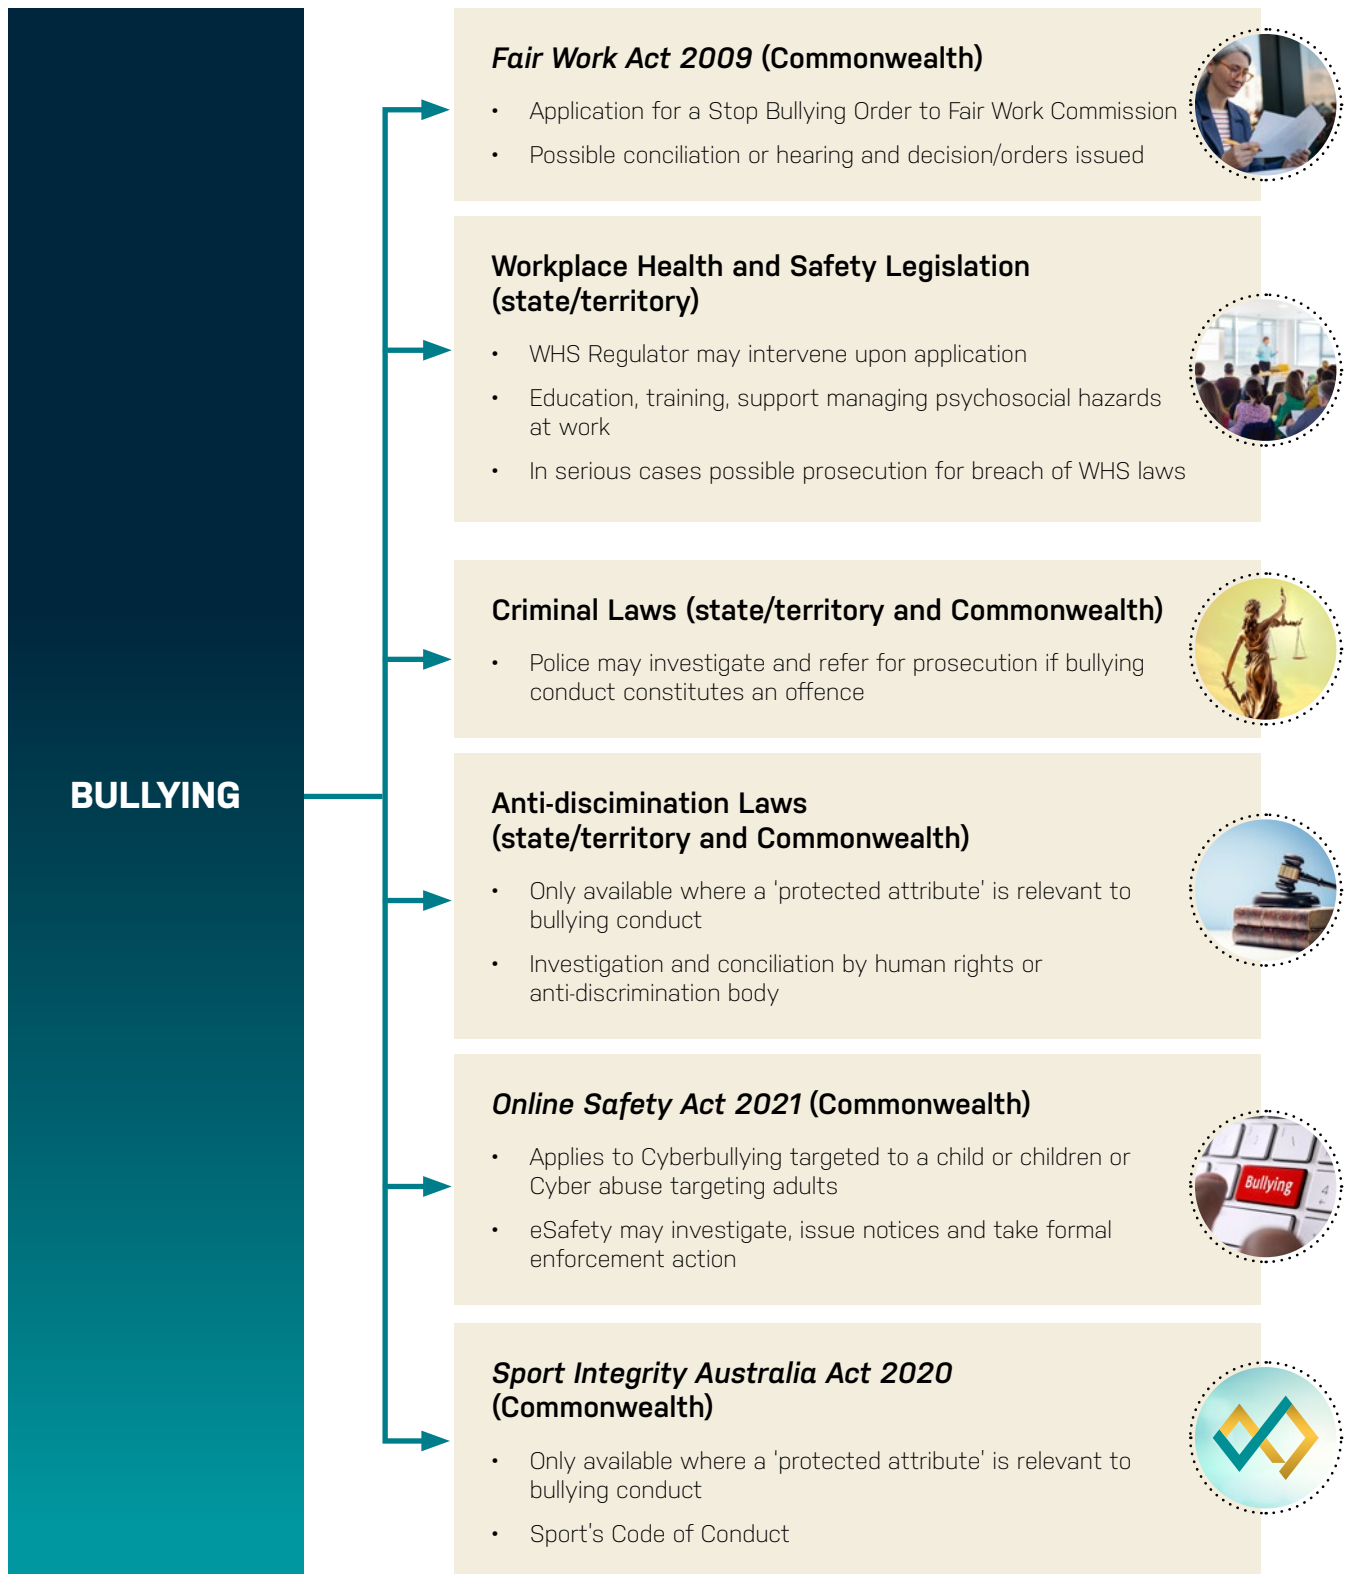 Fair Work Act 2009 (Commonwealth)
• Application for a Stop Bullying Order to Fair Work Commission
• Possible conciliation or hearing and decision/orders issued
Workplace Health and Safety Legislation
(state/territory)
• WHS Regulator may intervene upon application
• Education, training, support managing psychosocial hazards
at work
• In serious cases possible prosecution for breach of WHS laws
Criminal Laws (state/territory and Commonwealth)
• Police may investigate and refer for prosecution if bullying
conduct constitutes an offence
BULLYING
Anti-discimination Laws
(state/territory and Commonwealth)
• Only available where a 'protected attribute' is relevant to
bullying conduct
• Investigation and conciliation by human rights or
anti-discrimination body
Online Safety Act 2021 (Commonwealth)
• Applies to Cyberbullying targeted to a child or children or
Cyber abuse targeting adults
• eSafety may investigate, issue notices and take formal
enforcement action
Bullying
4
Sport Integrity Australia Act 2020
(Commonwealth)
• Only available where a 'protected attribute' is relevant to
bullying conduct
• Sport's Code of Conduct